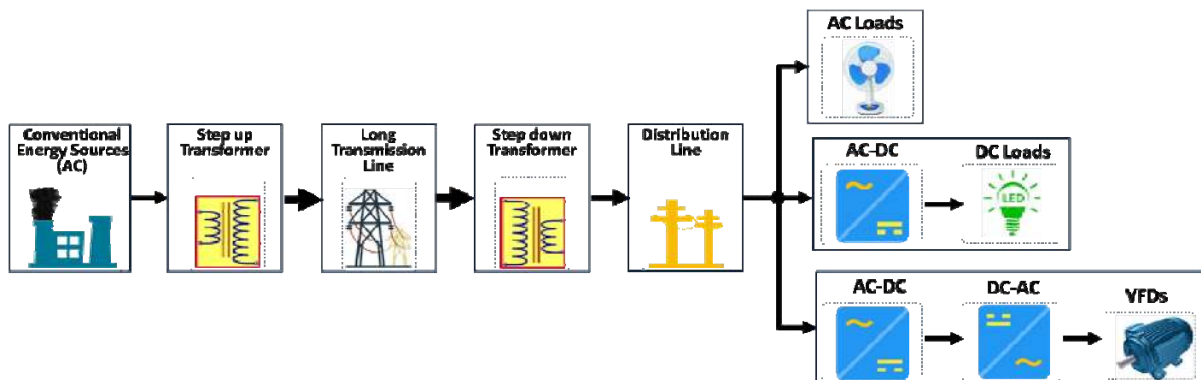 AC Loads
Conventional
Energy Sources
(AC)
Step up
Transformer
Long
Transmission
Line
Step down
Transformer
Distribution
Line
AC-DC
DC Loads
LED
AC-DC
DC-AC
VFDs